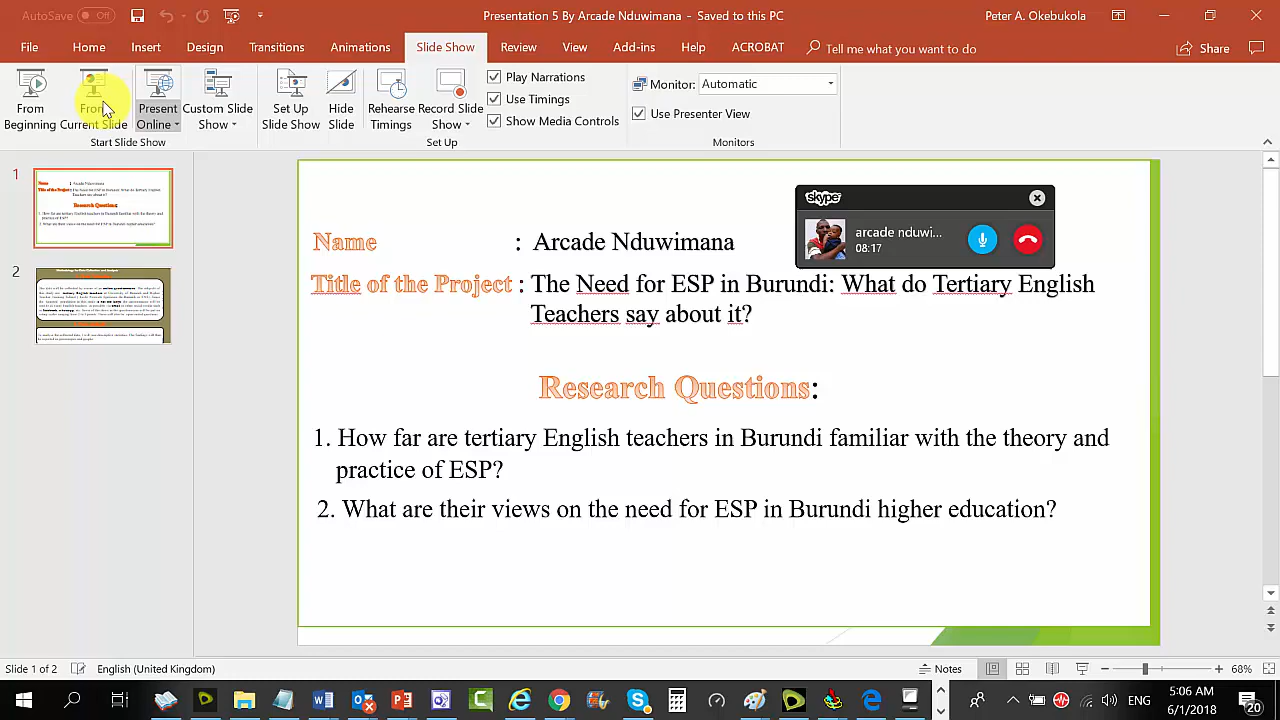 AutoSave Off
Presentation 5 By Arcade Nduwimana - Saved to this PC
Peter A. Okebukola
File Home Insert Design Transitions Animations Slide Show Review View Add-ins Help ACROBAT Tell me what you want to do Share
From Beginning
From Current Slide
Present Online
Custom Slide Show
Set Up Slide Show
Hide Slide
Rehearse Timings
Record Slide Show
Play Narrations
Use Timings
Show Media Controls
Monitor: Automatic
Use Presenter View
Start Slide Show
Set Up
Monitors
1
2
skype
arcade nduwi...
08:17
Name : Arcade Nduwimana
Title of the Project : The Need for ESP in Burundi: What do Tertiary English
Teachers say about it?
Research Questions:
1. How far are tertiary English teachers in Burundi familiar with the theory and
practice of ESP?
2. What are their views on the need for ESP in Burundi higher education?
Slide 1 of 2
English (United Kingdom)
Notes
68%
ENG
5:06 AM
6/1/2018
20